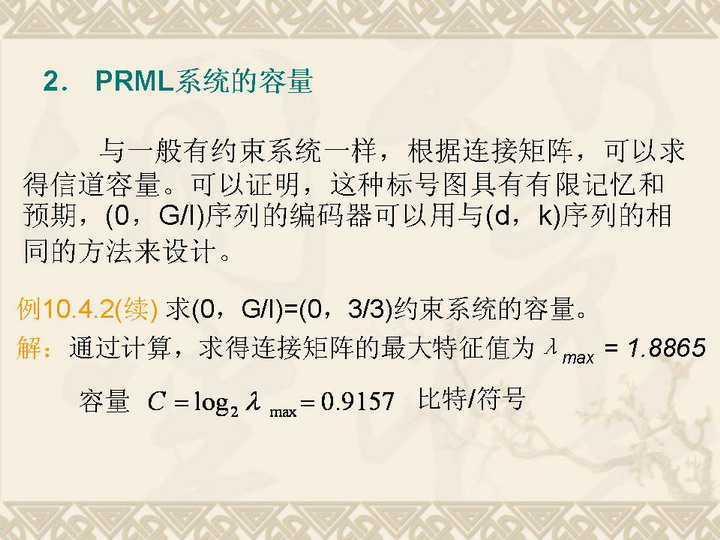 2． PRML系统的容量
与一般有约束系统一样，根据连接矩阵，可以求
得信道容量。可以证明，这种标号图具有有限记忆和
预期，(0，G/I)序列的编码器可以用与(d，k)序列的相
同的方法来设计。
例10.4.2(续) 求(0，G/I)=(0，3/3)约束系统的容量。
解：通过计算，求得连接矩阵的最大特征值为 λmax = 1.8865
容量 C = log₂ λ max = 0.9157 比特/符号